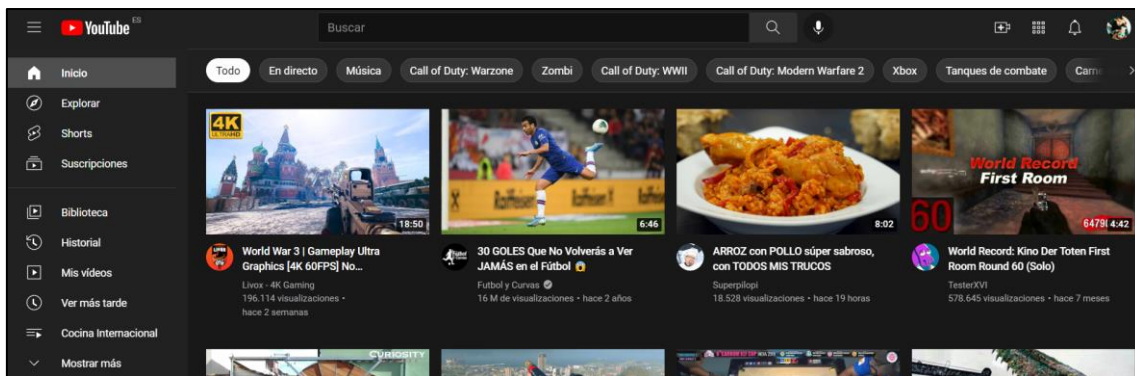 YouTube ES
Buscar
Inicio
Explorar
Shorts
Suscripciones
Biblioteca
Historial
Mis vídeos
Ver más tarde
Cocina Internacional
Mostrar más
Todo
En directo
Música
Call of Duty: Warzone
Zombi
Call of Duty: WWII
Call of Duty: Modern Warfare 2
Xbox
Tanques de combate
4K
ULTRAHD
18:50
World War 3 | Gameplay Ultra
Graphics [4K 60FPS] No...
Livox - 4K Gaming
196.114 visualizaciones •
hace 2 semanas
Raiffeisen
6:46
30 GOLES Que No Volverás a Ver
JAMÁS en el Fútbol 😱
Futbol y Curvas
16 M de visualizaciones • hace 2 años
8:02
ARROZ con POLLO súper sabroso,
con TODOS MIS TRUCOS
Superpilopi
18.528 visualizaciones • hace 19 horas
World Record
First Room
60
4:42
World Record: Kino Der Toten First
Room Round 60 (Solo)
TesterXVI
578.645 visualizaciones • hace 7 meses
CURIOSITY